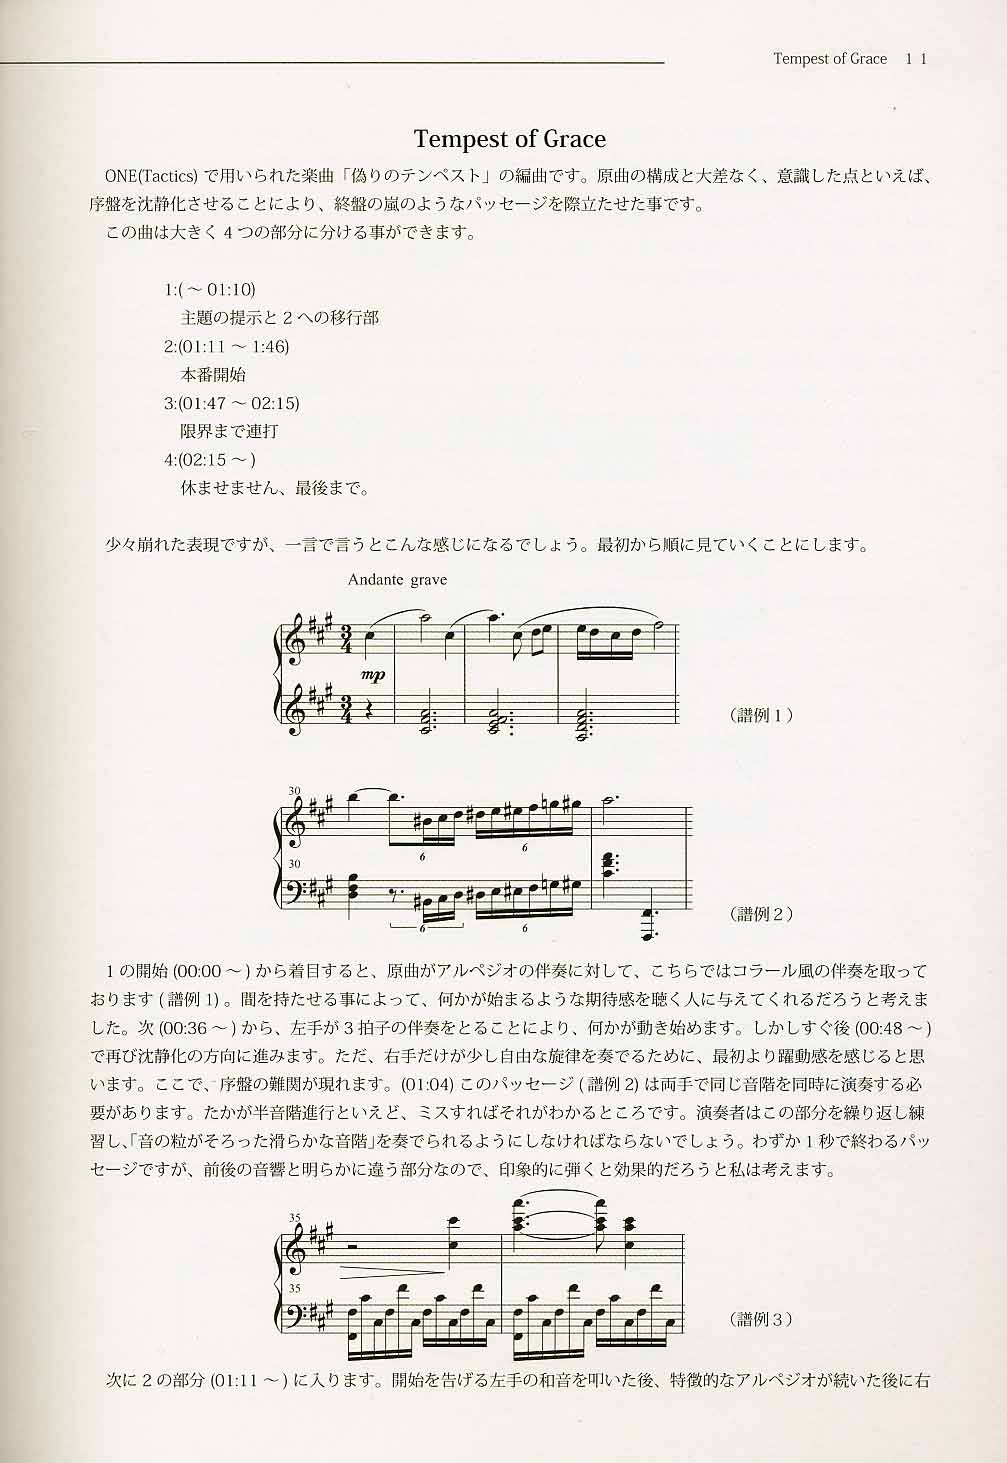 Tempest of Grace 11
Tempest of Grace
ONE(Tactics) で用いられた楽曲「偽りのテンペスト」の編曲です。原曲の構成と大差なく、意識した点といえば、
序盤を沈静化させることにより、終盤の嵐のようなパッセージを際立たせた事です。
この曲は大きく 4 つの部分に分ける事ができます。
1:( ～ 01:10)
主題の提示と 2 への移行部
2:(01:11 ～ 1:46)
本番開始
3:(01:47 ～ 02:15)
限界まで連打
4:(02:15 ～ )
休ませません、最後まで。
少々崩れた表現ですが、一言で言うとこんな感じになるでしょう。最初から順に見ていくことにします。
Andante grave
3 4
mp
3 4
（譜例１）
30
6 6
30
6 6
（譜例２）
1 の開始 (00:00 ～ ) から着目すると、原曲がアルペジオの伴奏に対して、こちらではコラール風の伴奏を取って
おります ( 譜例 1) 。間を持たせる事によって、何かが始まるような期待感を聴く人に与えてくれるだろうと考えま
した。次 (00:36 ～ ) から、左手が 3 拍子の伴奏をとることにより、何かが動き始めます。しかしすぐ後 (00:48 ～ )
で再び沈静化の方向に進みます。ただ、右手だけが少し自由な旋律を奏でるために、最初より躍動感を感じると思
います。ここで、序盤の難関が現れます。(01:04) このパッセージ ( 譜例 2) は両手で同じ音階を同時に演奏する必
要があります。たかが半音階進行といえど、ミスすればそれがわかるところです。演奏者はこの部分を繰り返し練
習し、「音の粒がそろった滑らかな音階」を奏でられるようにしなければならないでしょう。わずか 1 秒で終わるパッ
セージですが、前後の音響と明らかに違う部分なので、印象的に弾くと効果的だろうと私は考えます。
35
35
（譜例３）
次に 2 の部分 (01:11 ～ ) に入ります。開始を告げる左手の和音を叩いた後、特徴的なアルペジオが続いた後に右